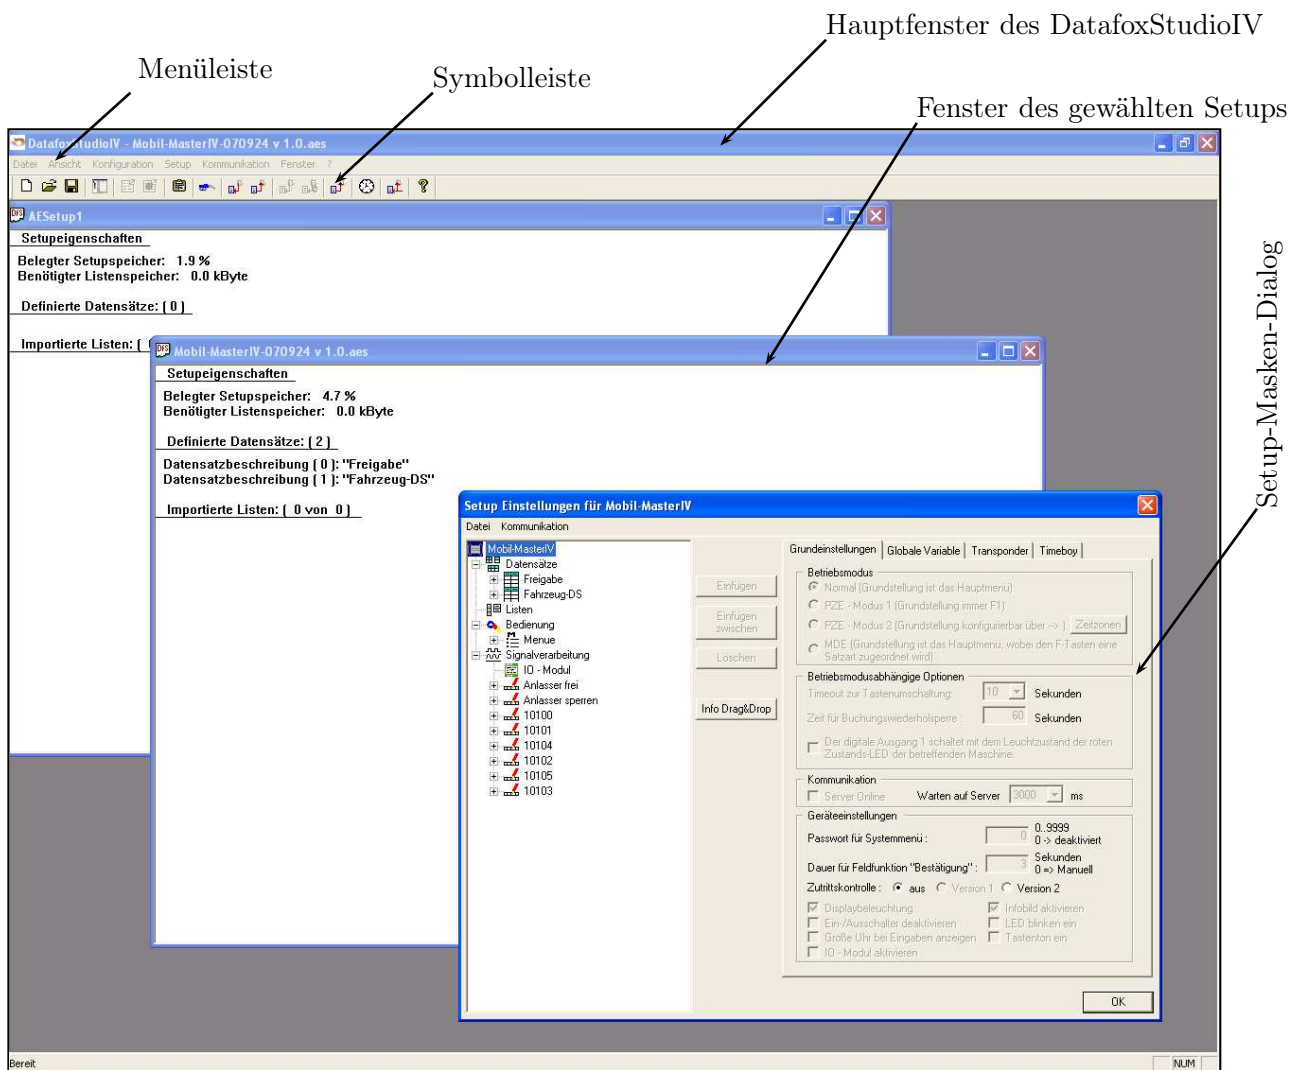 Hauptfenster des DatafoxStudioIV
Menüleiste
Symbolleiste
Fenster des gewählten Setups
DatafoxStudioIV - Mobil-MasterIV-070924 v 1.0.aes
Datei Ansicht Konfiguration Setup Kommunikation Fenster ?
AESetup1
Setupeigenschaften
Belegter Setupspeicher: 1.9 %
Benötigter Listenspeicher: 0.0 kByte
Definierte Datensätze: ( 0 )
Importierte Listen: (
Mobil-MasterIV-070924 v 1.0.aes
Setupeigenschaften
Belegter Setupspeicher: 4.7 %
Benötigter Listenspeicher: 0.0 kByte
Definierte Datensätze: ( 2 )
Datensatzbeschreibung ( 0 ): "Freigabe"
Datensatzbeschreibung ( 1 ): "Fahrzeug-DS"
Importierte Listen: ( 0 von 0 )
Setup-Masken-Dialog
Setup Einstellungen für Mobil-MasterIV
Datei Kommunikation
Mobil-MasterIV
Datensätze
Freigabe
Fahrzeug-DS
Listen
Bedienung
Menue
Signalverarbeitung
IO - Modul
Anlasser frei
Anlasser sperren
10100
10101
10104
10102
10105
10103
Einfügen
Einfügen
zwischen
Löschen
Info Drag&Drop
Grundeinstellungen Globale Variable Transponder Timeboy
Betriebsmodus
Normal (Grundstellung ist das Hauptmenü)
PZE - Modus 1 (Grundstellung immer F1)
PZE - Modus 2 (Grundstellung konfigurierbar über --> ) Zeitzonen
MDE (Grundstellung ist das Hauptmenü, wobei den F-Tasten eine
Satzart zugeordnet wird)
Betriebsmodusabhängige Optionen
Timeout zur Tastenumschaltung: 10 Sekunden
Zeit für Buchungswiederholsperre : 60 Sekunden
Der digitale Ausgang 1 schaltet mit dem Leuchtzustand der roten
Zustands-LED der betreffenden Maschine.
Kommunikation
Server Online Warten auf Server 3000 ms
Geräteeinstellungen
Passwort für Systemmenü : 0 0..9999
0 -> deaktiviert
Dauer für Feldfunktion "Bestätigung" : 3 Sekunden
0 => Manuell
Zutrittskontrolle : aus Version 1 Version 2
Displaybeleuchtung Infobild aktivieren
Ein-/Ausschalter deaktivieren LED blinken ein
Große Uhr bei Eingaben anzeigen Tastenton ein
IO - Modul aktivieren
OK
Bereit NUM